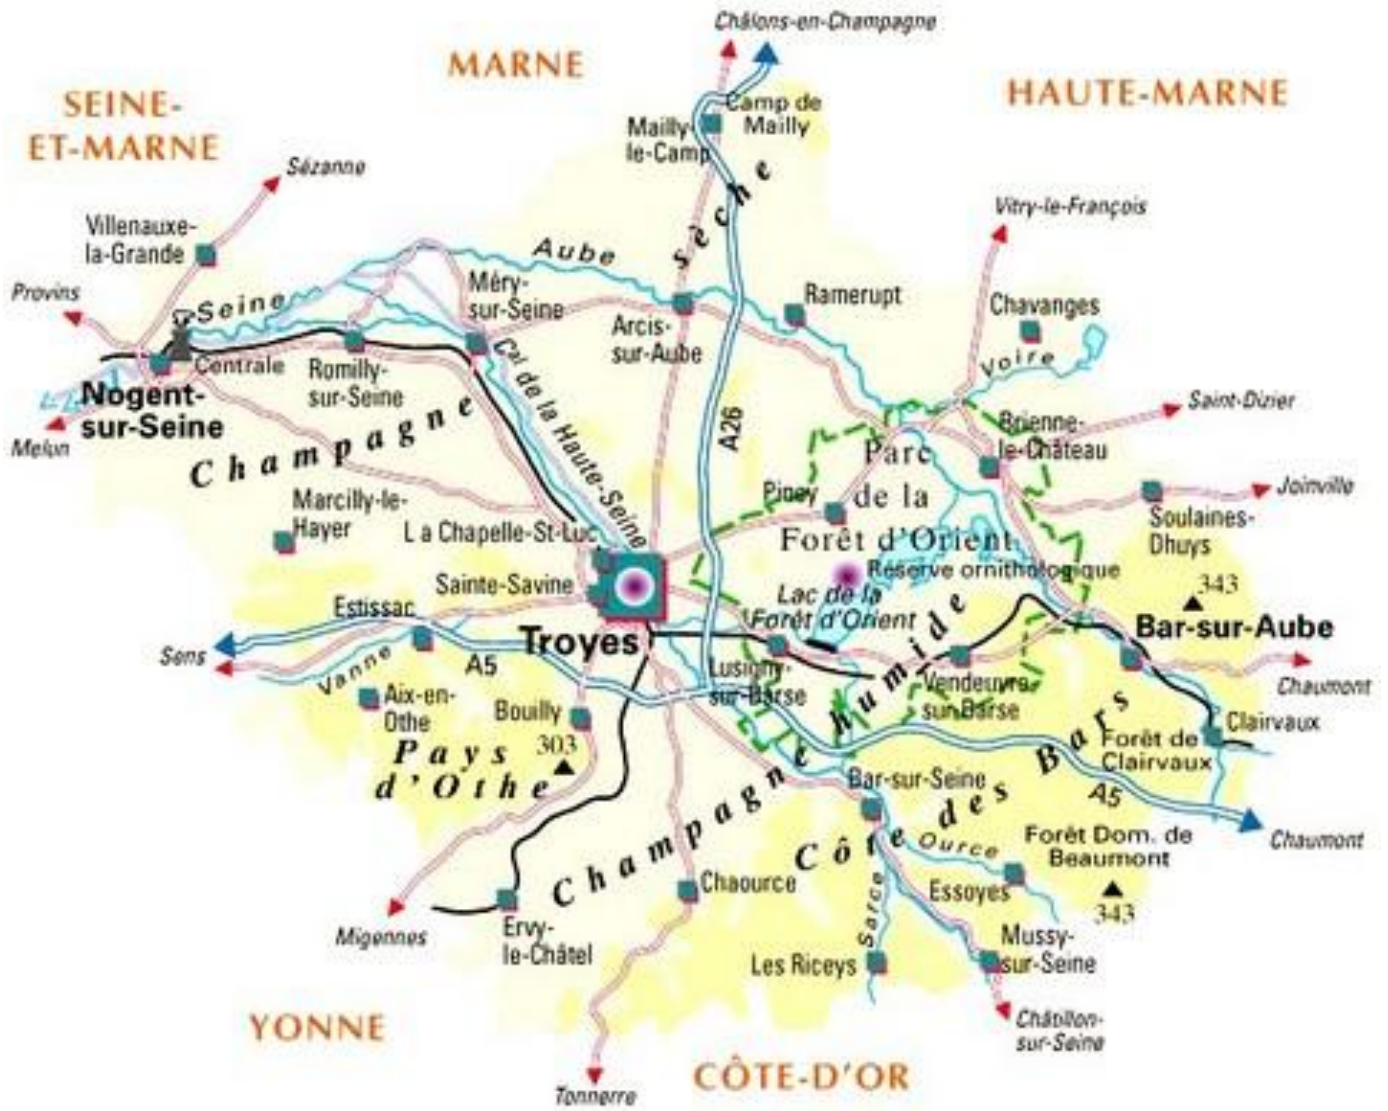 Châlons-en-Champagne
MARNE
HAUTE-MARNE
SEINE-
ET-MARNE
Camp de
Mailly
Mailly-
le-Camp
Sézanne
sèche
Vitry-le-François
Villenauxe-
la-Grande
Aube
Provins
Seine
Méry-
sur-Seine
Ramerupt
Chavanges
Arcis-
sur-Aube
Voire
Centrale
Romilly-
sur-Seine
Nogent-
sur-Seine
Melun
Cal de la Haute-Seine
Champagne
A26
Saint-Dizier
Brienne-
le-Château
Parc
de la
Forêt d'Orient
Piney
Joinville
Marcilly-le-
Hayer
La Chapelle-St-Luc
Soulaines-
Dhuys
Réserve ornithologique
343
Sainte-Savine
Lac de la
Forêt d'Orient
Estissac
Troyes
Bar-sur-Aube
Sens
Vanne
A5
Lusigny-
sur-Barse
Vendeuvre-
sur-Barse
Chaumont
Aix-en-
Othe
Bouilly
Clairvaux
303
Pays
d'Othe
Forêt de
Clairvaux
Champagne humide
Bar-sur-Seine
A5
Côte des Bars
Chaumont
Ource
Forêt Dom. de
Beaumont
343
Chaource
Essoyes
Sarce
Migennes
Ervy-
le-Châtel
Les Riceys
Mussy-
sur-Seine
YONNE
Châtillon-
sur-Seine
CÔTE-D'OR
Tonnerre